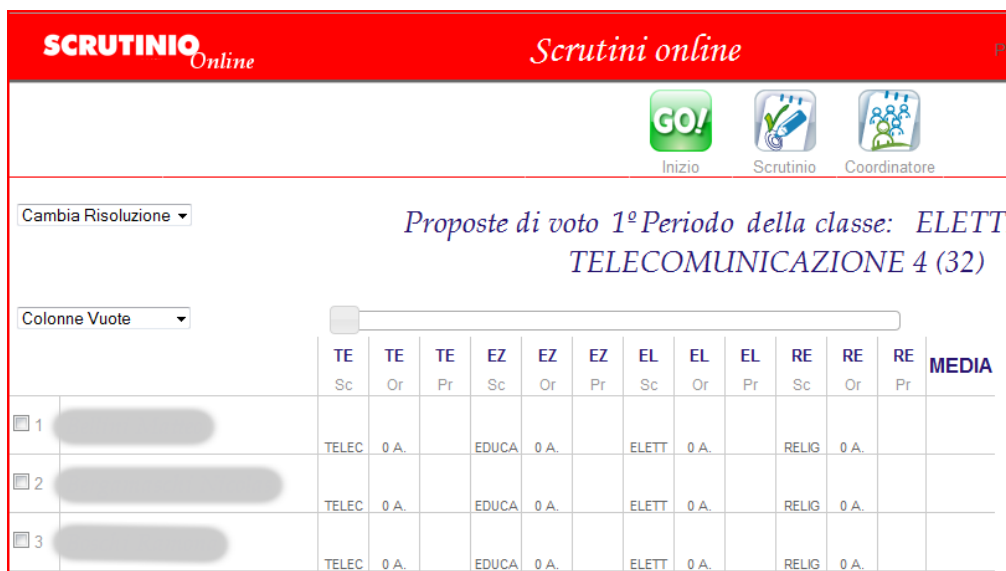 SCRUTINIO Online
Scrutini online
P
Inizio
Scrutinio
Coordinatore
GO!
Cambia Risoluzione
Proposte di voto 1º Periodo della classe: ELETT
TELECOMUNICAZIONE 4 (32)
Colonne Vuote
TE TE TE EZ EZ EZ EL EL EL RE RE RE MEDIA
Sc Or Pr Sc Or Pr Sc Or Pr Sc Or Pr
1
TELEC 0 A. EDUCA 0 A. ELETT 0 A. RELIG 0 A.
2
TELEC 0 A. EDUCA 0 A. ELETT 0 A. RELIG 0 A.
3
TELEC 0 A. EDUCA 0 A. ELETT 0 A. RELIG 0 A.